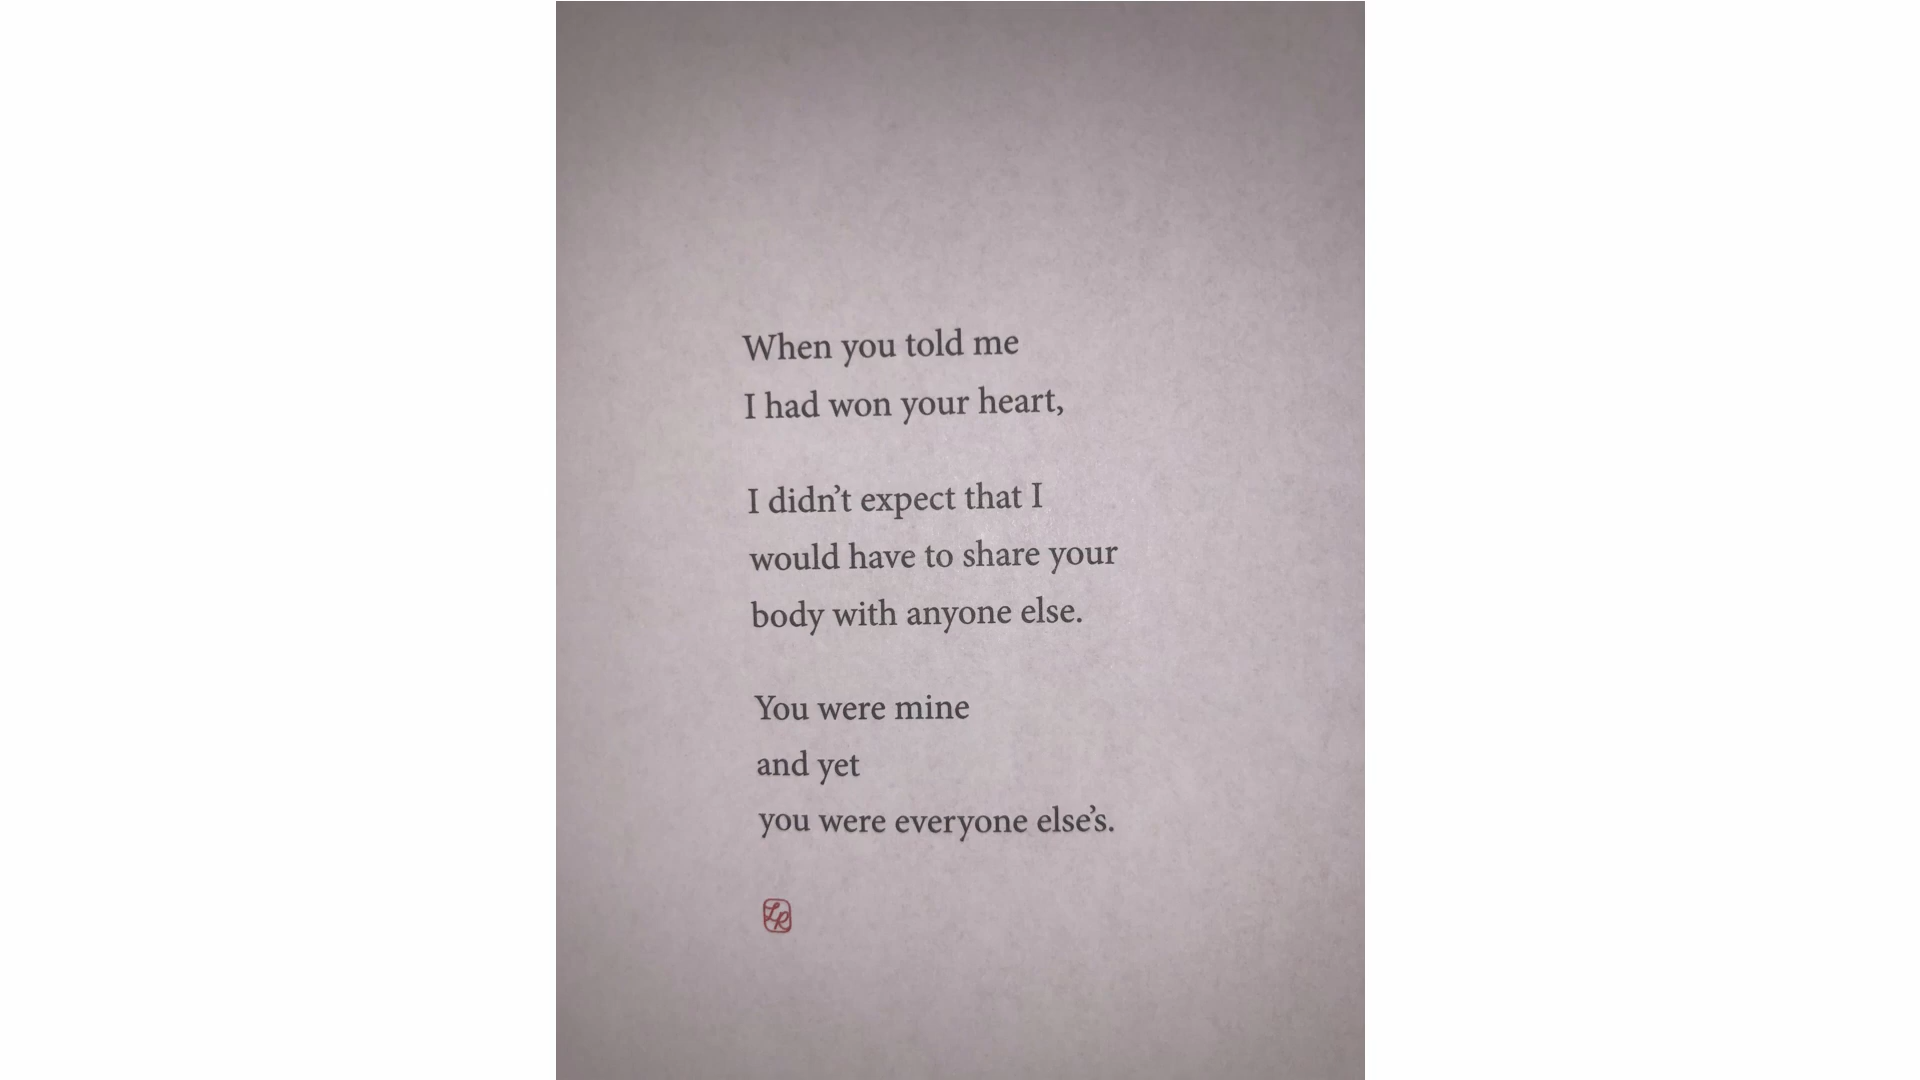 When you told me
I had won your heart,
I didn’t expect that I
would have to share your
body with anyone else.
You were mine
and yet
you were everyone else’s.
LR